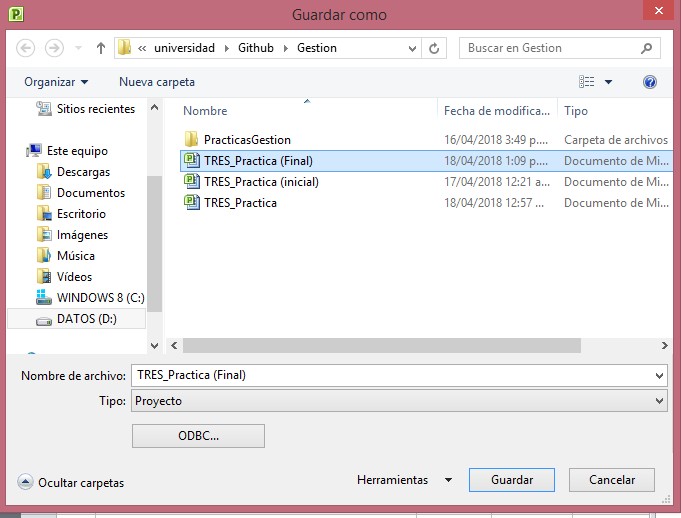 Guardar como
« universidad Github Gestion Buscar en Gestion
Organizar Nueva carpeta
Sitios recientes
Este equipo
Descargas
Documentos
Escritorio
Imágenes
Música
Vídeos
WINDOWS 8 (C:)
DATOS (D:)
Nombre Fecha de modifica... Tipo
PracticasGestion 16/04/2018 3:49 p.... Carpeta de archivos
TRES_Practica (Final) 18/04/2018 1:09 p.... Documento de Mi...
TRES_Practica (inicial) 17/04/2018 12:21 a... Documento de Mi...
TRES_Practica 18/04/2018 12:57 ... Documento de Mi...
Nombre de archivo: TRES_Practica (Final)
Tipo: Proyecto
ODBC...
Ocultar carpetas Herramientas Guardar Cancelar